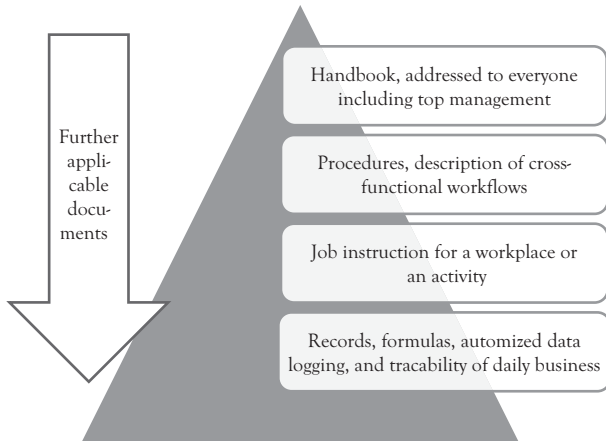 Further
appli-
cable
docu-
ments
Handbook, addressed to everyone
including top management
Procedures, description of cross-
functional workflows
Job instruction for a workplace or
an activity
Records, formulas, automized data
logging, and tracability of daily business